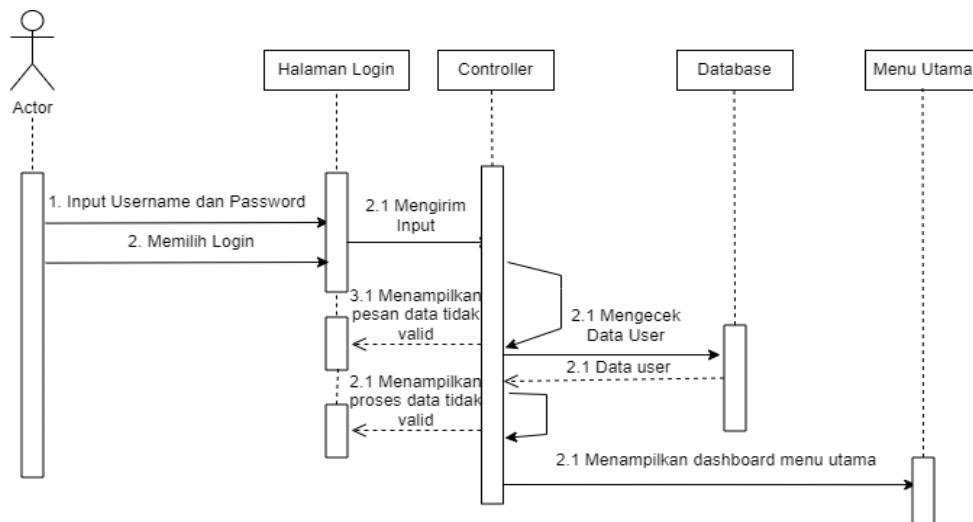 Halaman Login
Controller
Database
Menu Utama
Actor
1. Input Username dan Password
2.1 Mengirim
Input
2. Memilih Login
3.1 Menampilkan
pesan data tidak
valid
2.1 Mengecek
Data User
2.1 Data user
2.1 Menampilkan
proses data tidak
valid
2.1 Menampilkan dashboard menu utama